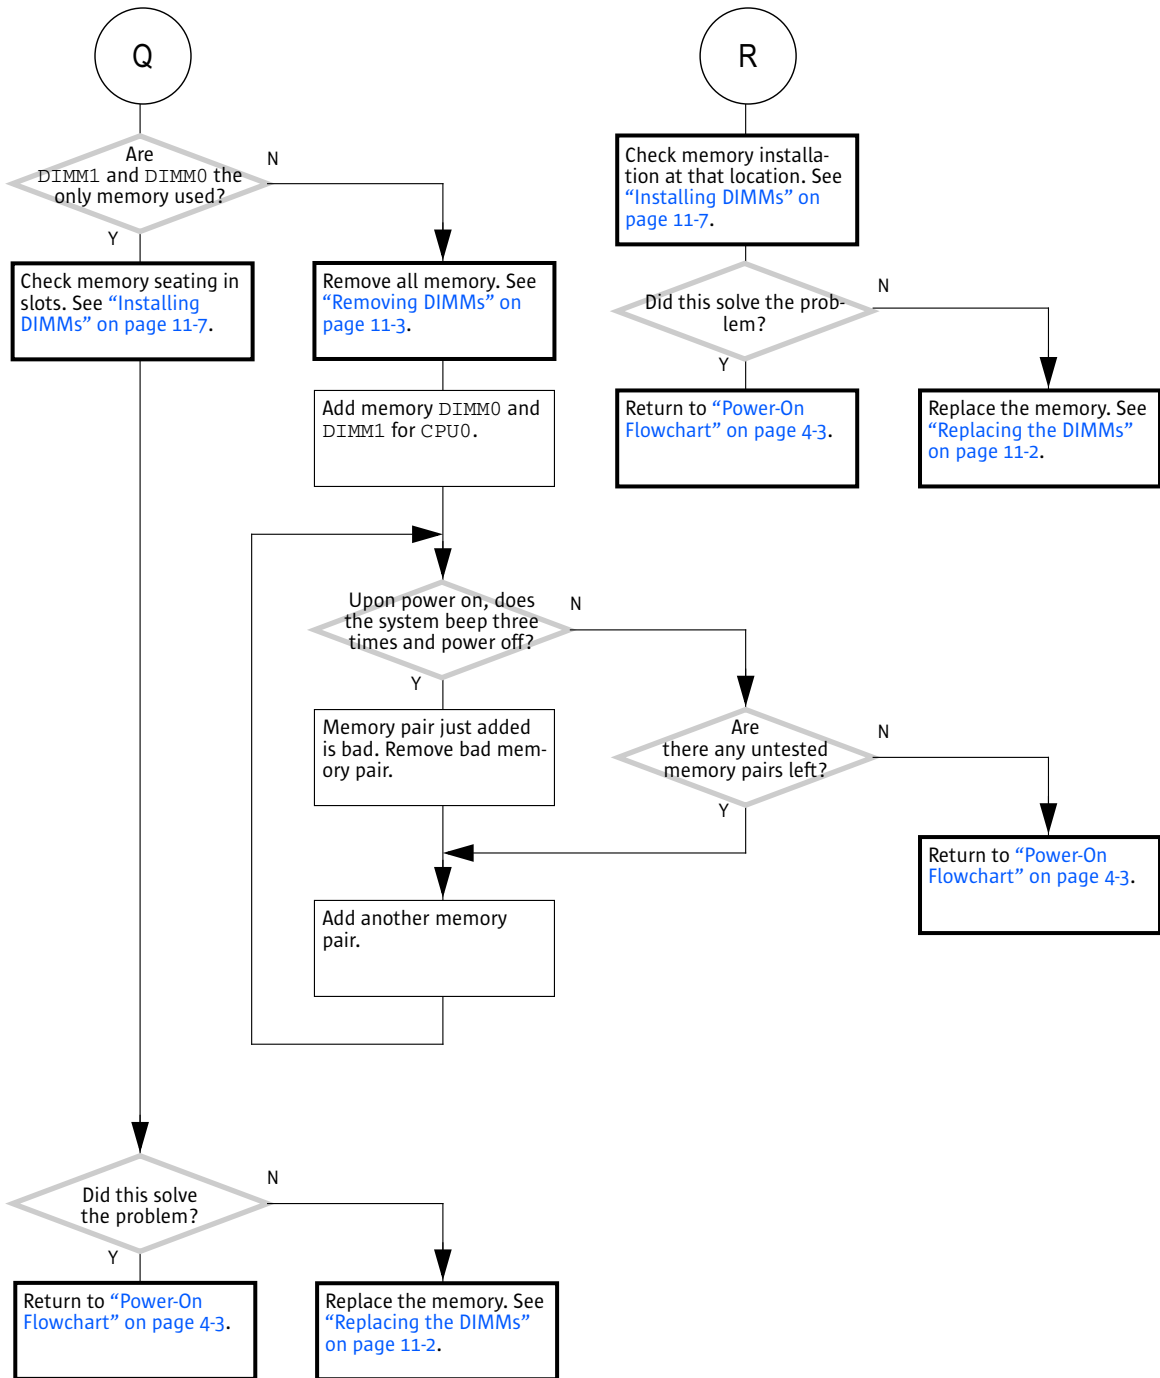 Q
Are
DIMM1 and DIMM0 the
only memory used?
N
Y
Check memory seating in
slots. See “Installing
DIMMs” on page 11-7.
Remove all memory. See
“Removing DIMMs” on
page 11-3.
Add memory DIMM0 and
DIMM1 for CPU0.
Upon power on, does
the system beep three
times and power off?
N
Y
Memory pair just added
is bad. Remove bad mem-
ory pair.
Are
there any untested
memory pairs left?
N
Y
Return to “Power-On
Flowchart” on page 4-3.
Add another memory
pair.
Did this solve
the problem?
N
Y
Return to “Power-On
Flowchart” on page 4-3.
Replace the memory. See
“Replacing the DIMMs”
on page 11-2.
R
Check memory installa-
tion at that location. See
“Installing DIMMs” on
page 11-7.
Did this solve the prob-
lem?
N
Y
Return to “Power-On
Flowchart” on page 4-3.
Replace the memory. See
“Replacing the DIMMs”
on page 11-2.